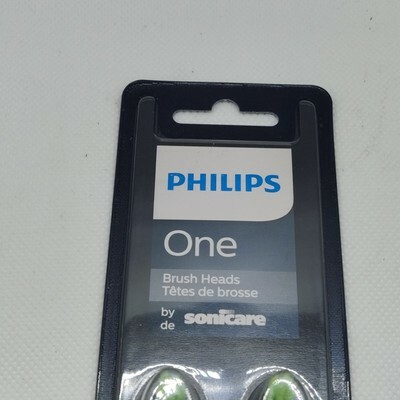 PHILIPS
One
Brush Heads
Têtes de brosse
by
de sonicare